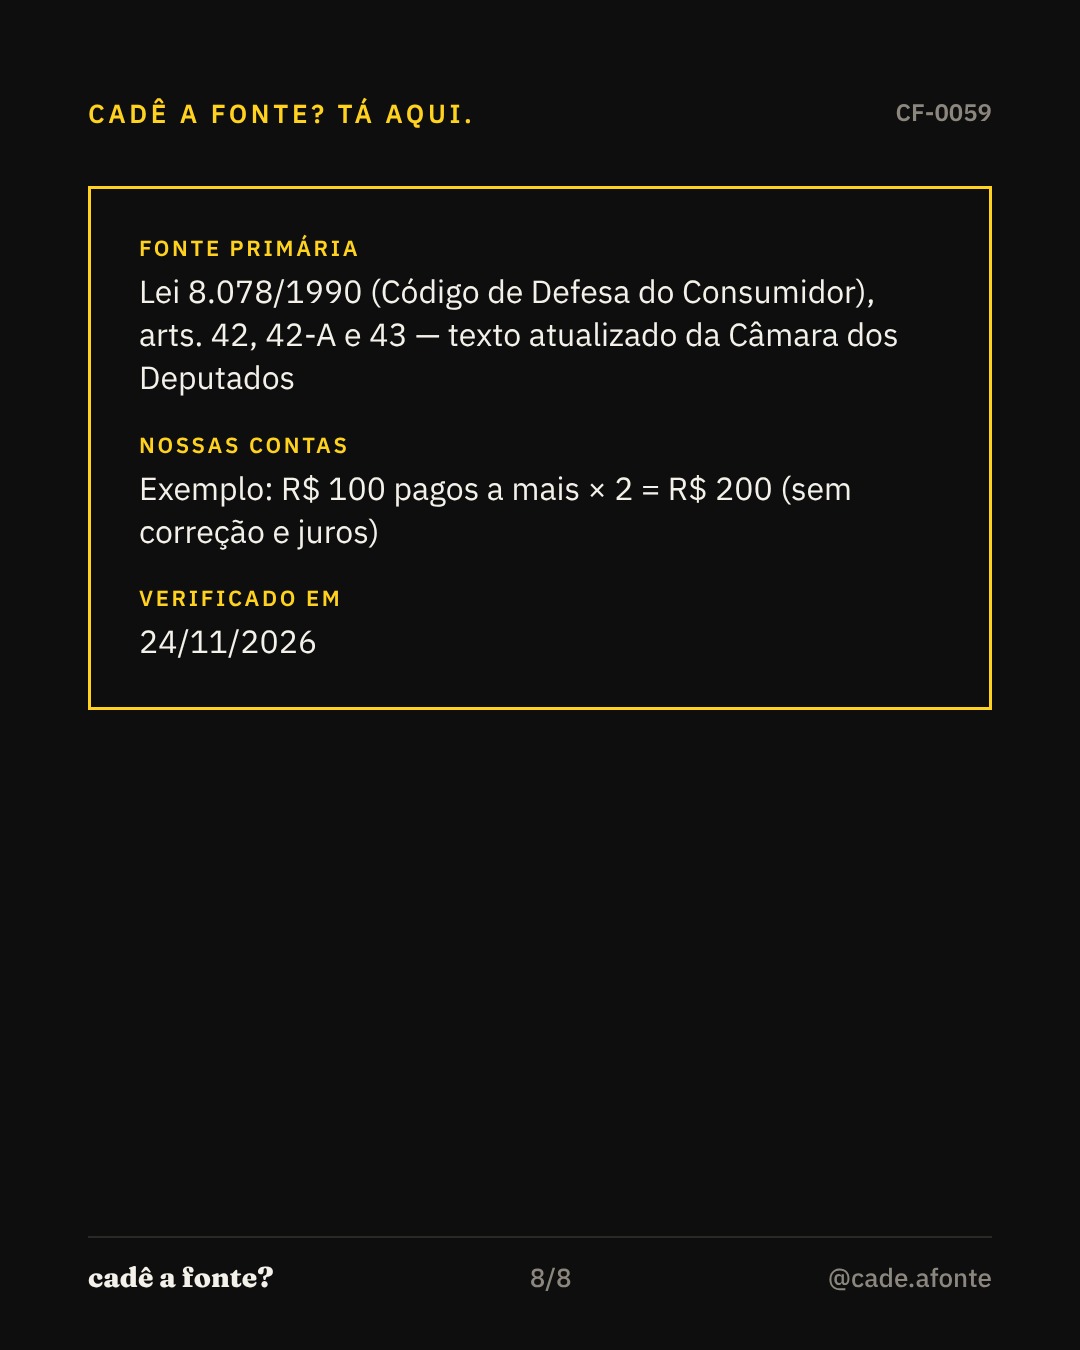 CADÊ A FONTE? TÁ AQUI.
CF-0059
FONTE PRIMÁRIA
Lei 8.078/1990 (Código de Defesa do Consumidor),
arts. 42, 42-A e 43 — texto atualizado da Câmara dos
Deputados
NOSSAS CONTAS
Exemplo: R$ 100 pagos a mais × 2 = R$ 200 (sem
correção e juros)
VERIFICADO EM
24/11/2026
cadê a fonte?
8/8
@cade.afonte